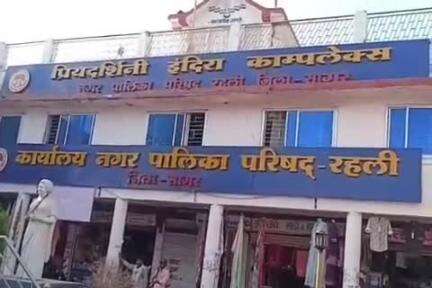 प्रियदर्शिनी इंदिरा काम्पलेक्स
नगर पालिका परिषद रहली जिला-सागर
कार्यालय नगर पालिका परिषद्-रहली
जिला-सागर